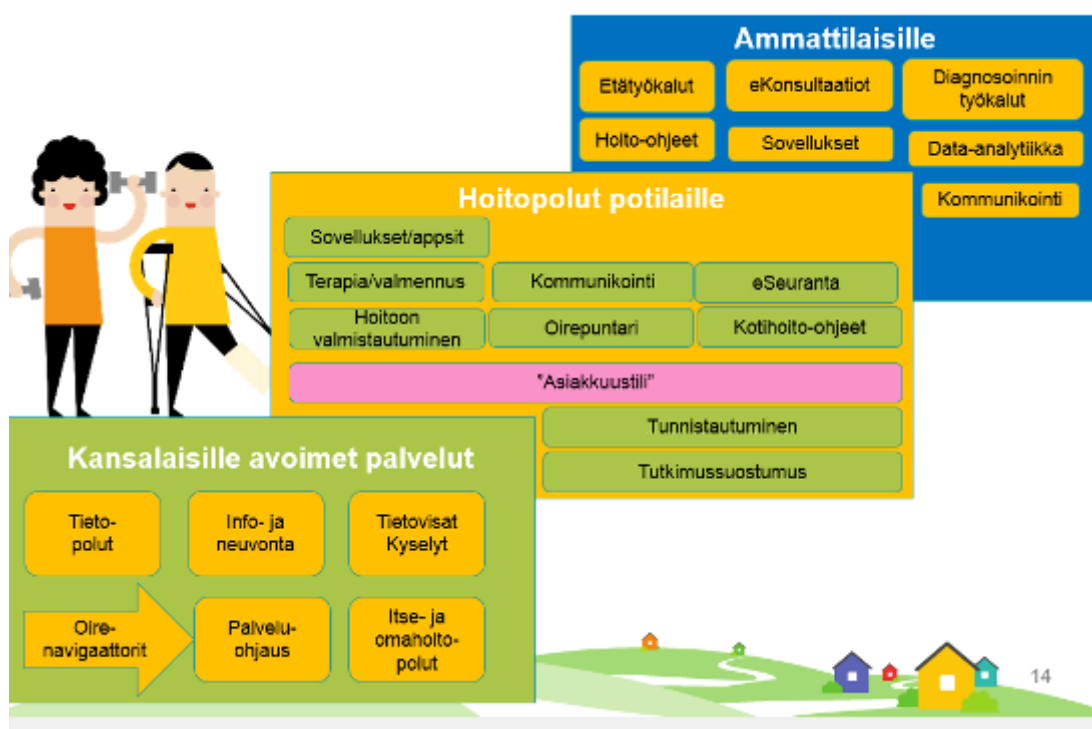 Ammattilaisille
Etätyökalut
eKonsultaatiot
Diagnosoinnin
työkalut
Hoito-ohjeet
Sovellukset
Data-analytiikka
Kommunikointi
Hoitopolut potilaille
Sovellukset/appsit
Terapia/valmennus
Kommunikointi
eSeuranta
Hoitoon
valmistautuminen
Oirepuntari
Kotihoito-ohjeet
"Asiakkuustili"
Tunnistautuminen
Tutkimussuostumus
Kansalaisille avoimet palvelut
Tieto-
polut
Info- ja
neuvonta
Tietovisat
Kyselyt
Oire-
navigaattorit
Palvelu-
ohjaus
Itse- ja
omahoito-
polut
14